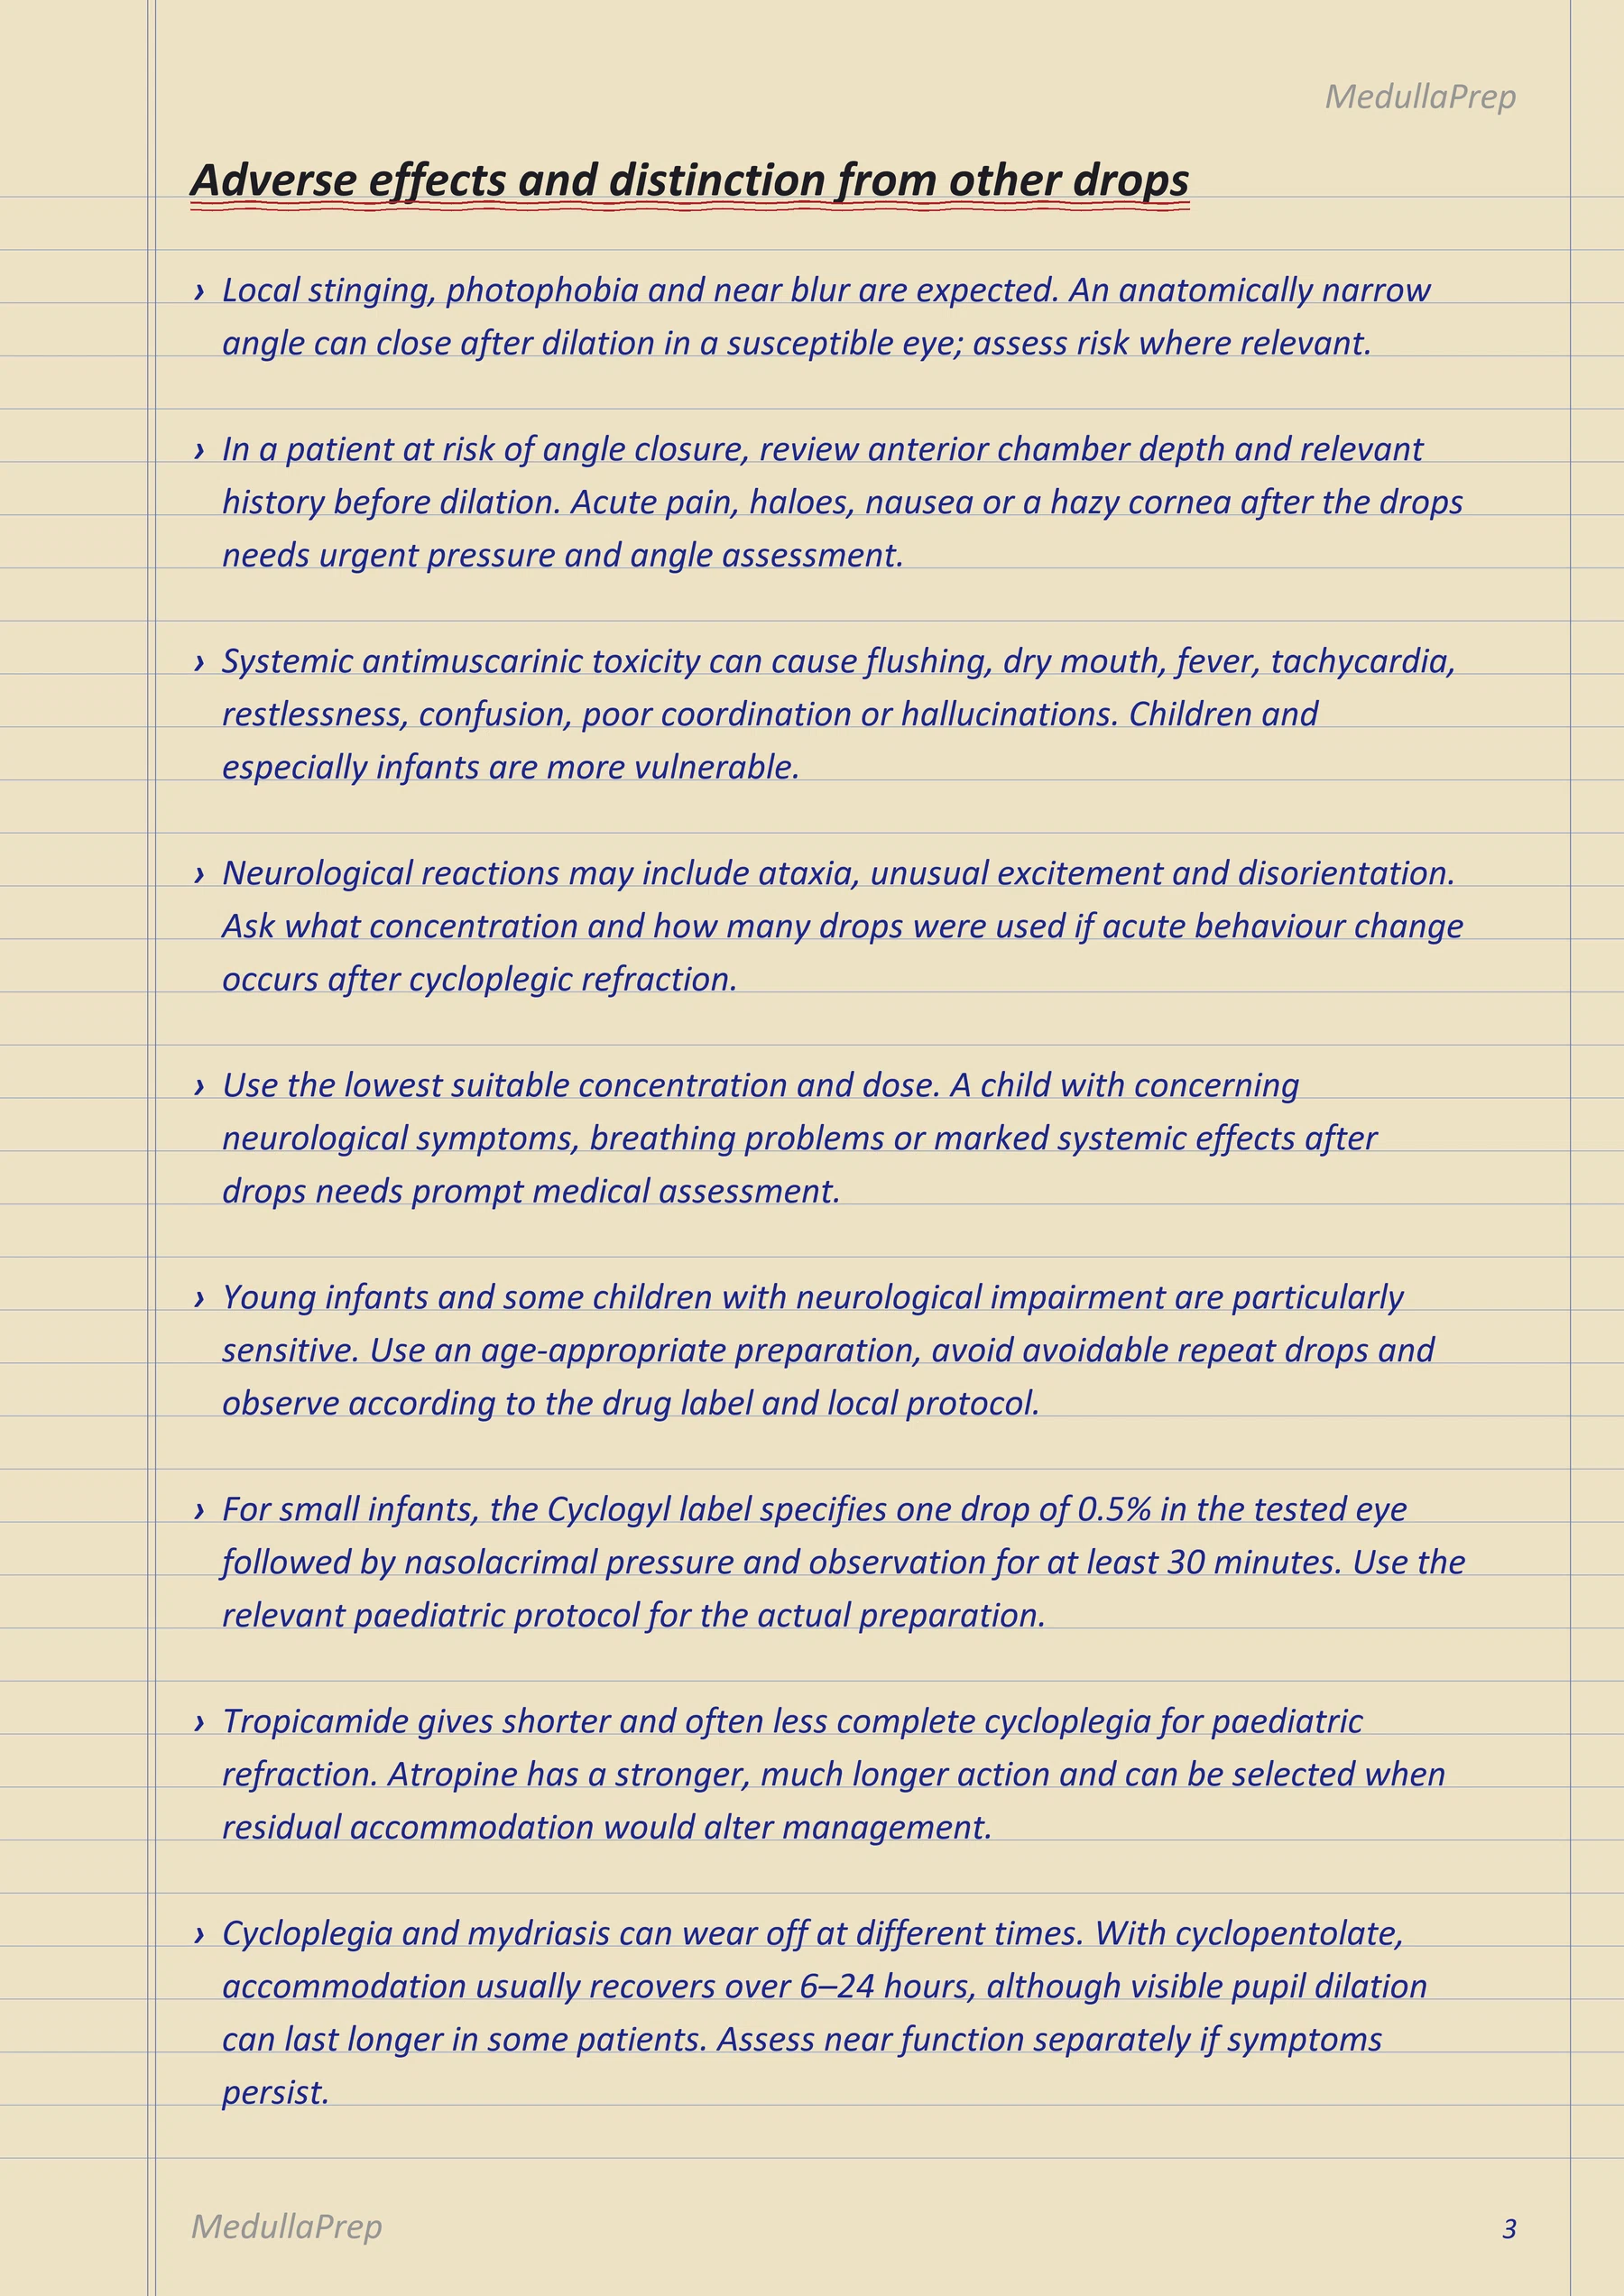 MedullaPrep
Adverse effects and distinction from other drops
› Local stinging, photophobia and near blur are expected. An anatomically narrow
angle can close after dilation in a susceptible eye; assess risk where relevant.
› In a patient at risk of angle closure, review anterior chamber depth and relevant
history before dilation. Acute pain, haloes, nausea or a hazy cornea after the drops
needs urgent pressure and angle assessment.
› Systemic antimuscarinic toxicity can cause flushing, dry mouth, fever, tachycardia,
restlessness, confusion, poor coordination or hallucinations. Children and
especially infants are more vulnerable.
› Neurological reactions may include ataxia, unusual excitement and disorientation.
Ask what concentration and how many drops were used if acute behaviour change
occurs after cycloplegic refraction.
› Use the lowest suitable concentration and dose. A child with concerning
neurological symptoms, breathing problems or marked systemic effects after
drops needs prompt medical assessment.
› Young infants and some children with neurological impairment are particularly
sensitive. Use an age-appropriate preparation, avoid avoidable repeat drops and
observe according to the drug label and local protocol.
› For small infants, the Cyclogyl label specifies one drop of 0.5% in the tested eye
followed by nasolacrimal pressure and observation for at least 30 minutes. Use the
relevant paediatric protocol for the actual preparation.
› Tropicamide gives shorter and often less complete cycloplegia for paediatric
refraction. Atropine has a stronger, much longer action and can be selected when
residual accommodation would alter management.
› Cycloplegia and mydriasis can wear off at different times. With cyclopentolate,
accommodation usually recovers over 6–24 hours, although visible pupil dilation
can last longer in some patients. Assess near function separately if symptoms
persist.
MedullaPrep
3